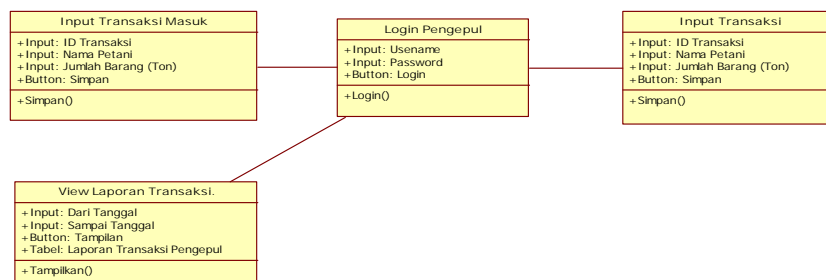 Input Transaksi Masuk
+Input: ID Transaksi
+Input: Nama Petani
+Input: Jumlah Barang (Ton)
+Button: Simpan
+Simpan()
Login Pengepul
+Input: Usename
+Input: Password
+Button: Login
+Login()
Input Transaksi
+Input: ID Transaksi
+Input: Nama Petani
+Input: Jumlah Barang (Ton)
+Button: Simpan
+Simpan()
View Laporan Transaksi.
+Input: Dari Tanggal
+Input: Sampai Tanggal
+Button: Tampilan
+Tabel: Laporan Transaksi Pengepul
+Tampilkan()